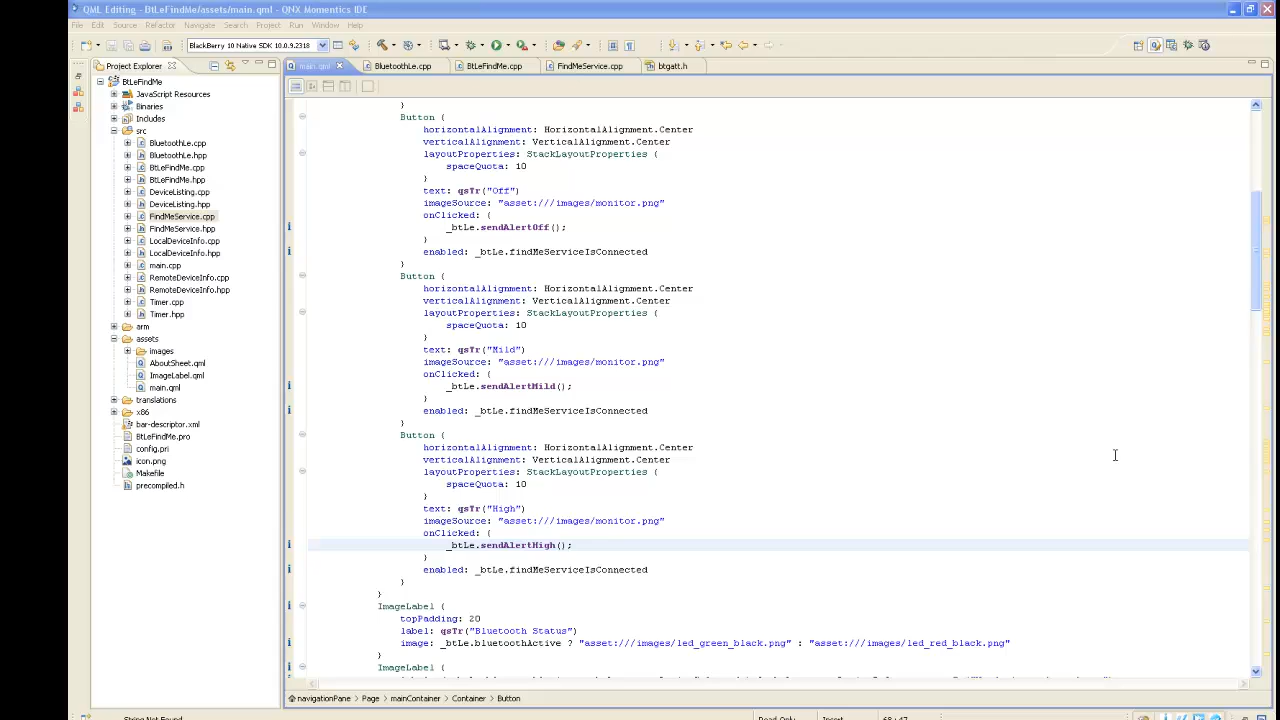 QML Editing - BtLeFindMe/assets/main.qml - QNX Momentics IDE
File Edit Source Refactor Navigate Search Project Run Window Help
BlackBerry 10 Native SDK 10.0.9.2318
Project Explorer
main.qml BluetoothLe.cpp BtLeFindMe.cpp FindMeService.cpp btgatt.h
BtLeFindMe
JavaScript Resources
Binaries
Includes
src
BluetoothLe.cpp
BluetoothLe.hpp
BtLeFindMe.cpp
BtLeFindMe.hpp
DeviceListing.cpp
DeviceListing.hpp
FindMeService.cpp
FindMeService.hpp
LocalDeviceInfo.cpp
LocalDeviceInfo.hpp
main.cpp
RemoteDeviceInfo.cpp
RemoteDeviceInfo.hpp
Timer.cpp
Timer.hpp
arm
assets
images
AboutSheet.qml
ImageLabel.qml
main.qml
translations
x86
bar-descriptor.xml
BtLeFindMe.pro
config.pri
icon.png
Makefile
precompiled.h
}
Button {
horizontalAlignment: HorizontalAlignment.Center
verticalAlignment: VerticalAlignment.Center
layoutProperties: StackLayoutProperties {
spaceQuota: 10
}
text: qsTr("Off")
imageSource: "asset:///images/monitor.png"
onClicked: {
_btLe.sendAlertOff();
}
enabled: _btLe.findMeServiceIsConnected
}
Button {
horizontalAlignment: HorizontalAlignment.Center
verticalAlignment: VerticalAlignment.Center
layoutProperties: StackLayoutProperties {
spaceQuota: 10
}
text: qsTr("Mild")
imageSource: "asset:///images/monitor.png"
onClicked: {
_btLe.sendAlertMild();
}
enabled: _btLe.findMeServiceIsConnected
}
Button {
horizontalAlignment: HorizontalAlignment.Center
verticalAlignment: VerticalAlignment.Center
layoutProperties: StackLayoutProperties {
spaceQuota: 10
}
text: qsTr("High")
imageSource: "asset:///images/monitor.png"
onClicked: {
_btLe.sendAlertHigh();
}
enabled: _btLe.findMeServiceIsConnected
}
}
ImageLabel {
topPadding: 20
label: qsTr("Bluetooth Status")
image: _btLe.bluetoothActive ? "asset:///images/led_green_black.png" : "asset:///images/led_red_black.png"
}
ImageLabel {
navigationPane Page mainContainer Container Button
String Not Found Read-Only Insert 68 : 47